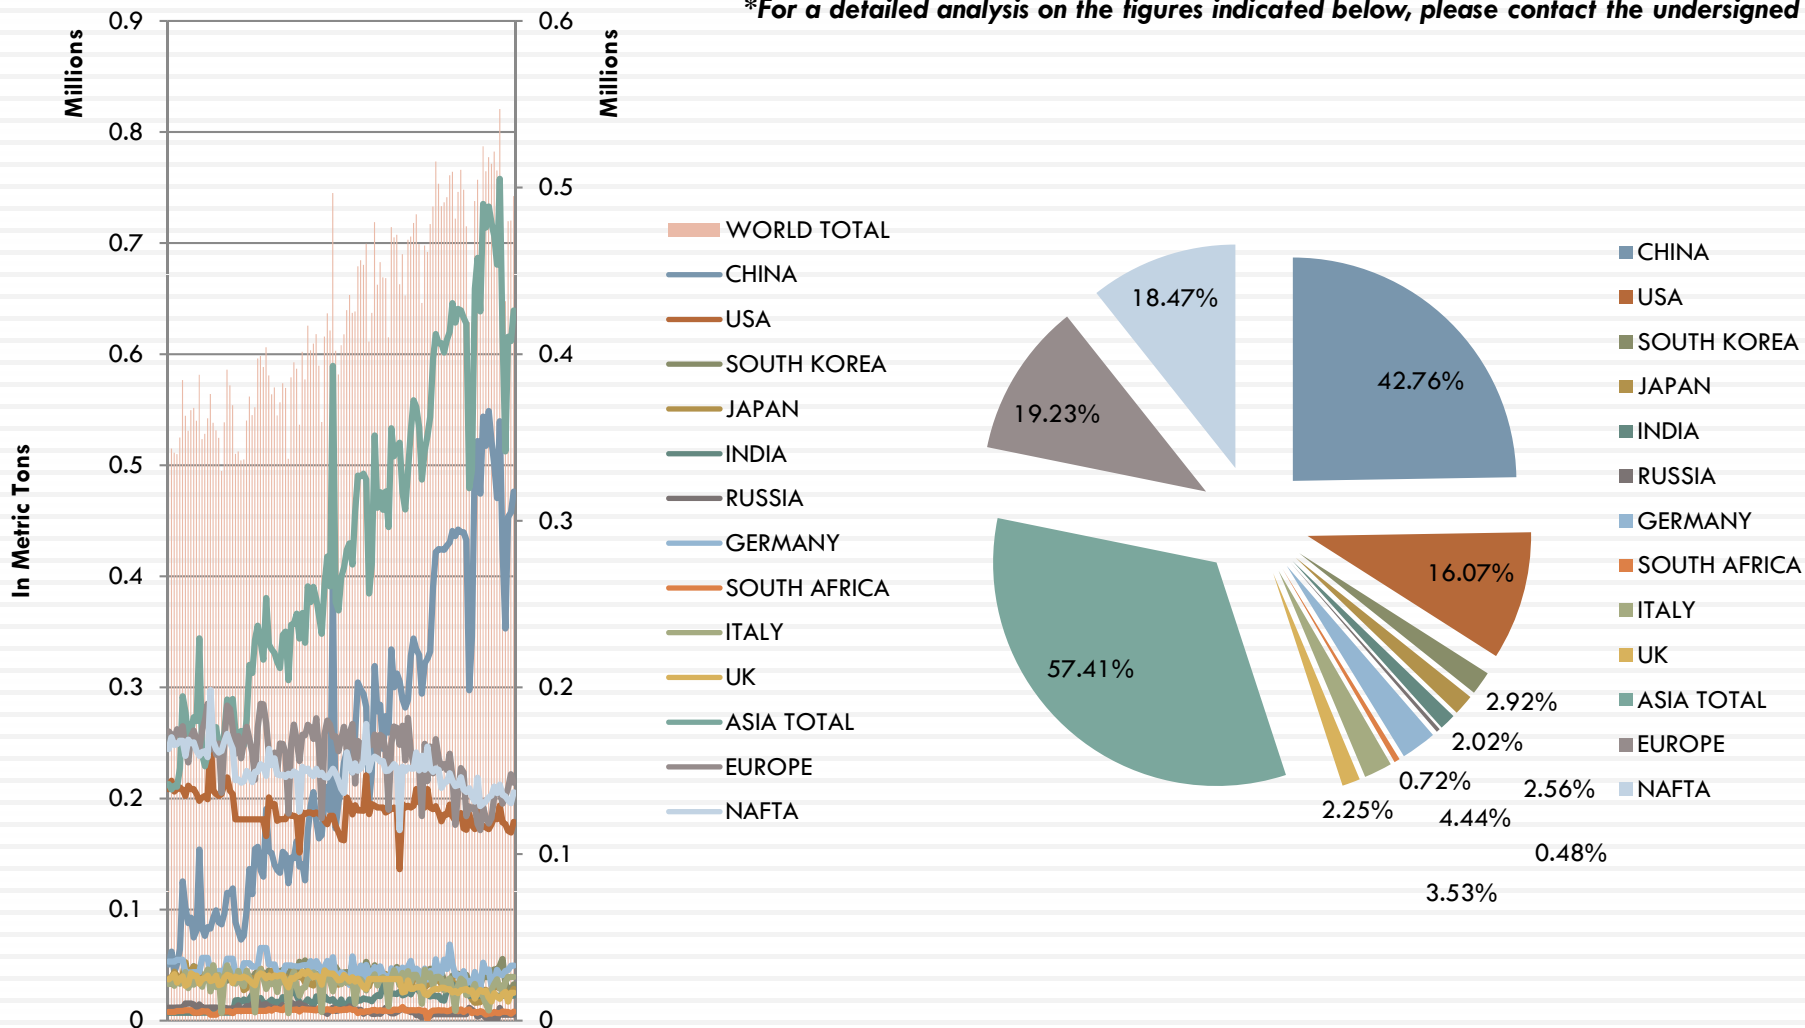 *For a detailed analysis on the figures indicated below, please contact the undersigned
Millions
In Metric Tons
0.9
0.8
0.7
0.6
0.5
0.4
0.3
0.2
0.1
0
Millions
0.6
0.5
0.4
0.3
0.2
0.1
0
WORLD TOTAL
CHINA
USA
SOUTH KOREA
JAPAN
INDIA
RUSSIA
GERMANY
SOUTH AFRICA
ITALY
UK
ASIA TOTAL
EUROPE
NAFTA
18.47%
19.23%
42.76%
16.07%
57.41%
2.92%
2.02%
0.72%
2.56%
2.25%
4.44%
0.48%
3.53%
CHINA
USA
SOUTH KOREA
JAPAN
INDIA
RUSSIA
GERMANY
SOUTH AFRICA
ITALY
UK
ASIA TOTAL
EUROPE
NAFTA